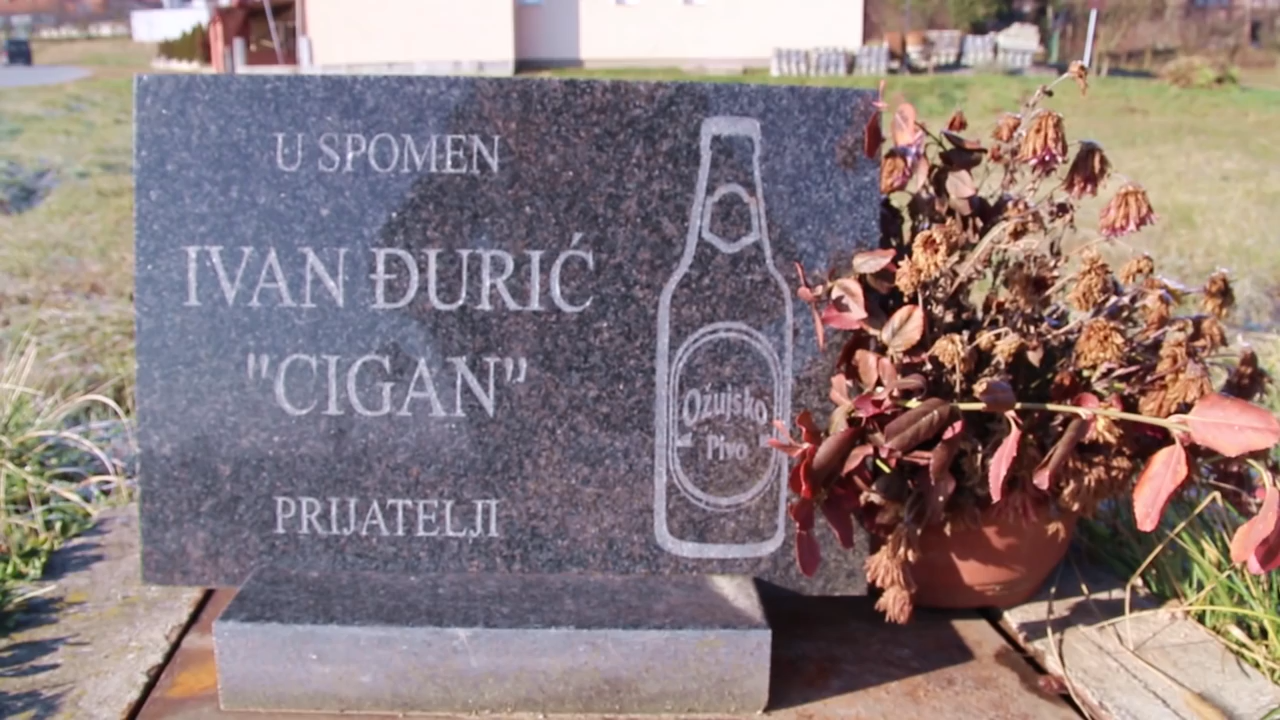 U SPOMEN
IVAN ĐURIĆ
"CIGAN"
PRIJATELJI
Ožujsko
Pivo